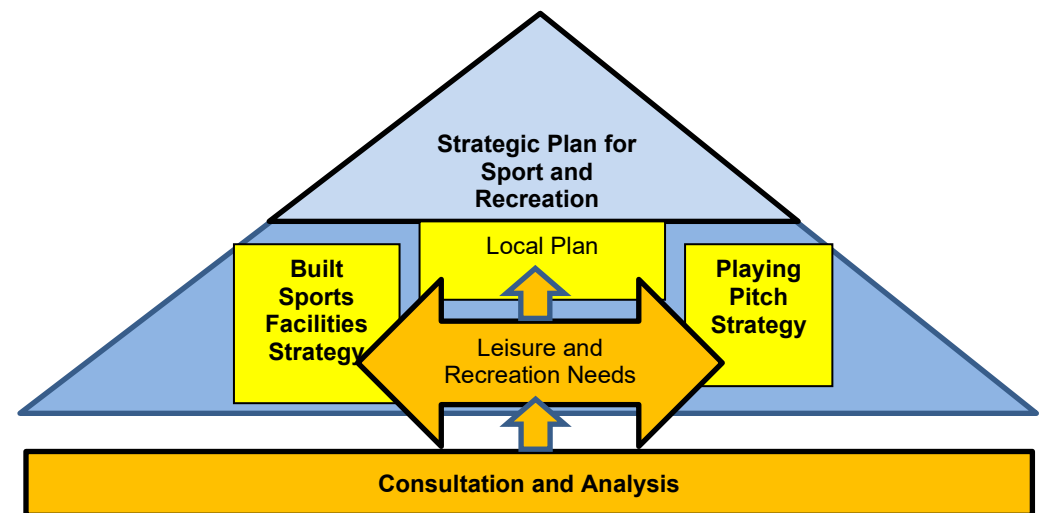 Strategic Plan for
Sport and
Recreation
Local Plan
Built
Sports
Facilities
Strategy
Playing
Pitch
Strategy
Leisure and
Recreation Needs
Consultation and Analysis